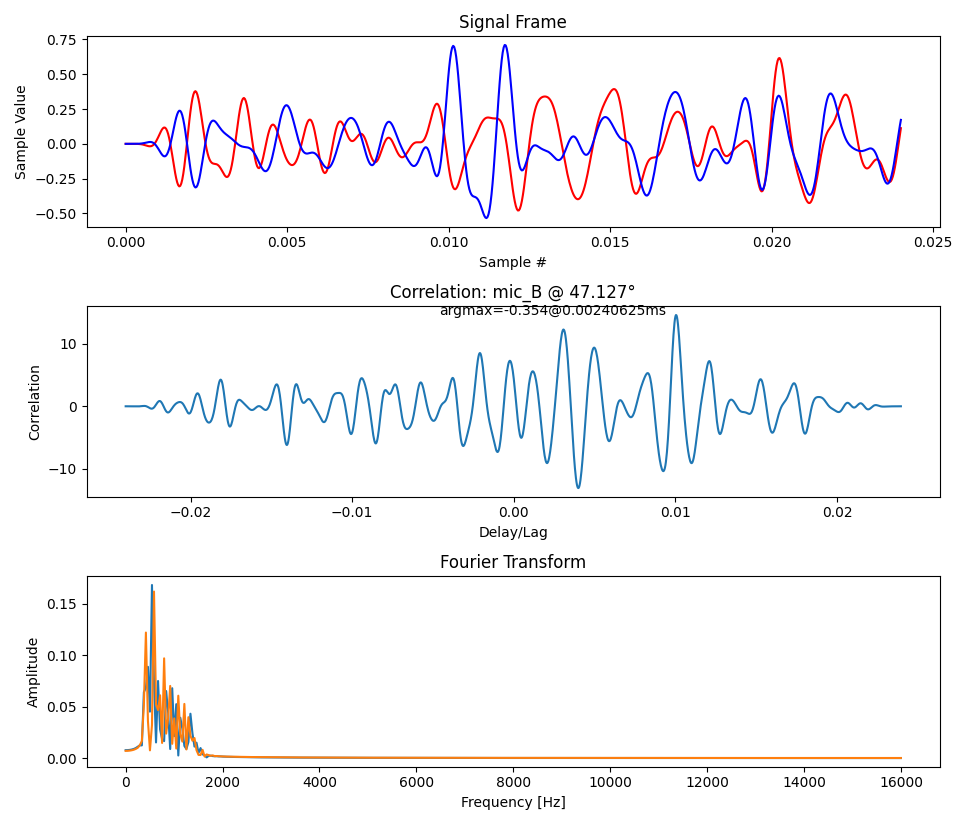 Signal Frame
Sample Value
0.75
0.50
0.25
0.00
−0.25
−0.50
0.000 0.005 0.010 0.015 0.020 0.025
Sample #
Correlation: mic_B @ 47.127°
argmax=-0.354@0.00240625ms
Correlation
10
0
−10
−0.02 −0.01 0.00 0.01 0.02
Delay/Lag
Fourier Transform
Amplitude
0.15
0.10
0.05
0.00
0 2000 4000 6000 8000 10000 12000 14000 16000
Frequency [Hz]